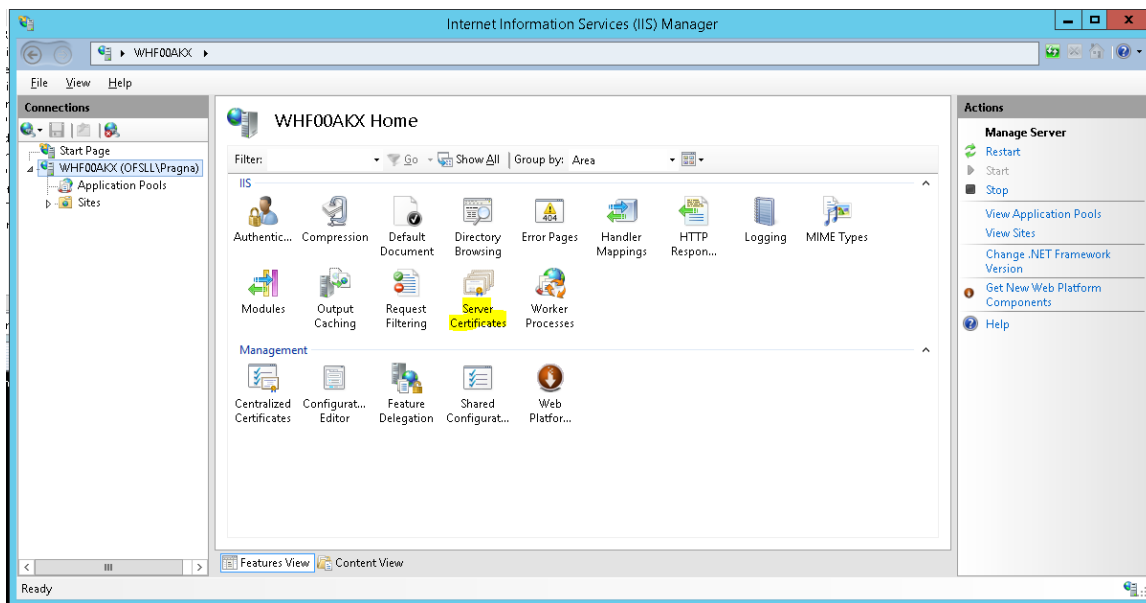 Internet Information Services (IIS) Manager
WHF00AKX
File View Help
Connections
Start Page
WHF00AKX (OFSLL\Pragna)
Application Pools
Sites
WHF00AKX Home
Filter: Go Show All Group by: Area
IIS
Authentic... Compression Default Document Directory Browsing Error Pages Handler Mappings HTTP Respon... Logging MIME Types
404
Modules Output Caching Request Filtering Server Certificates Worker Processes
Management
Centralized Certificates Configurat... Editor Feature Delegation Shared Configurat... Web Platfor...
Features View Content View
Actions
Manage Server
Restart
Start
Stop
View Application Pools
View Sites
Change .NET Framework
Version
Get New Web Platform
Components
Help
Ready